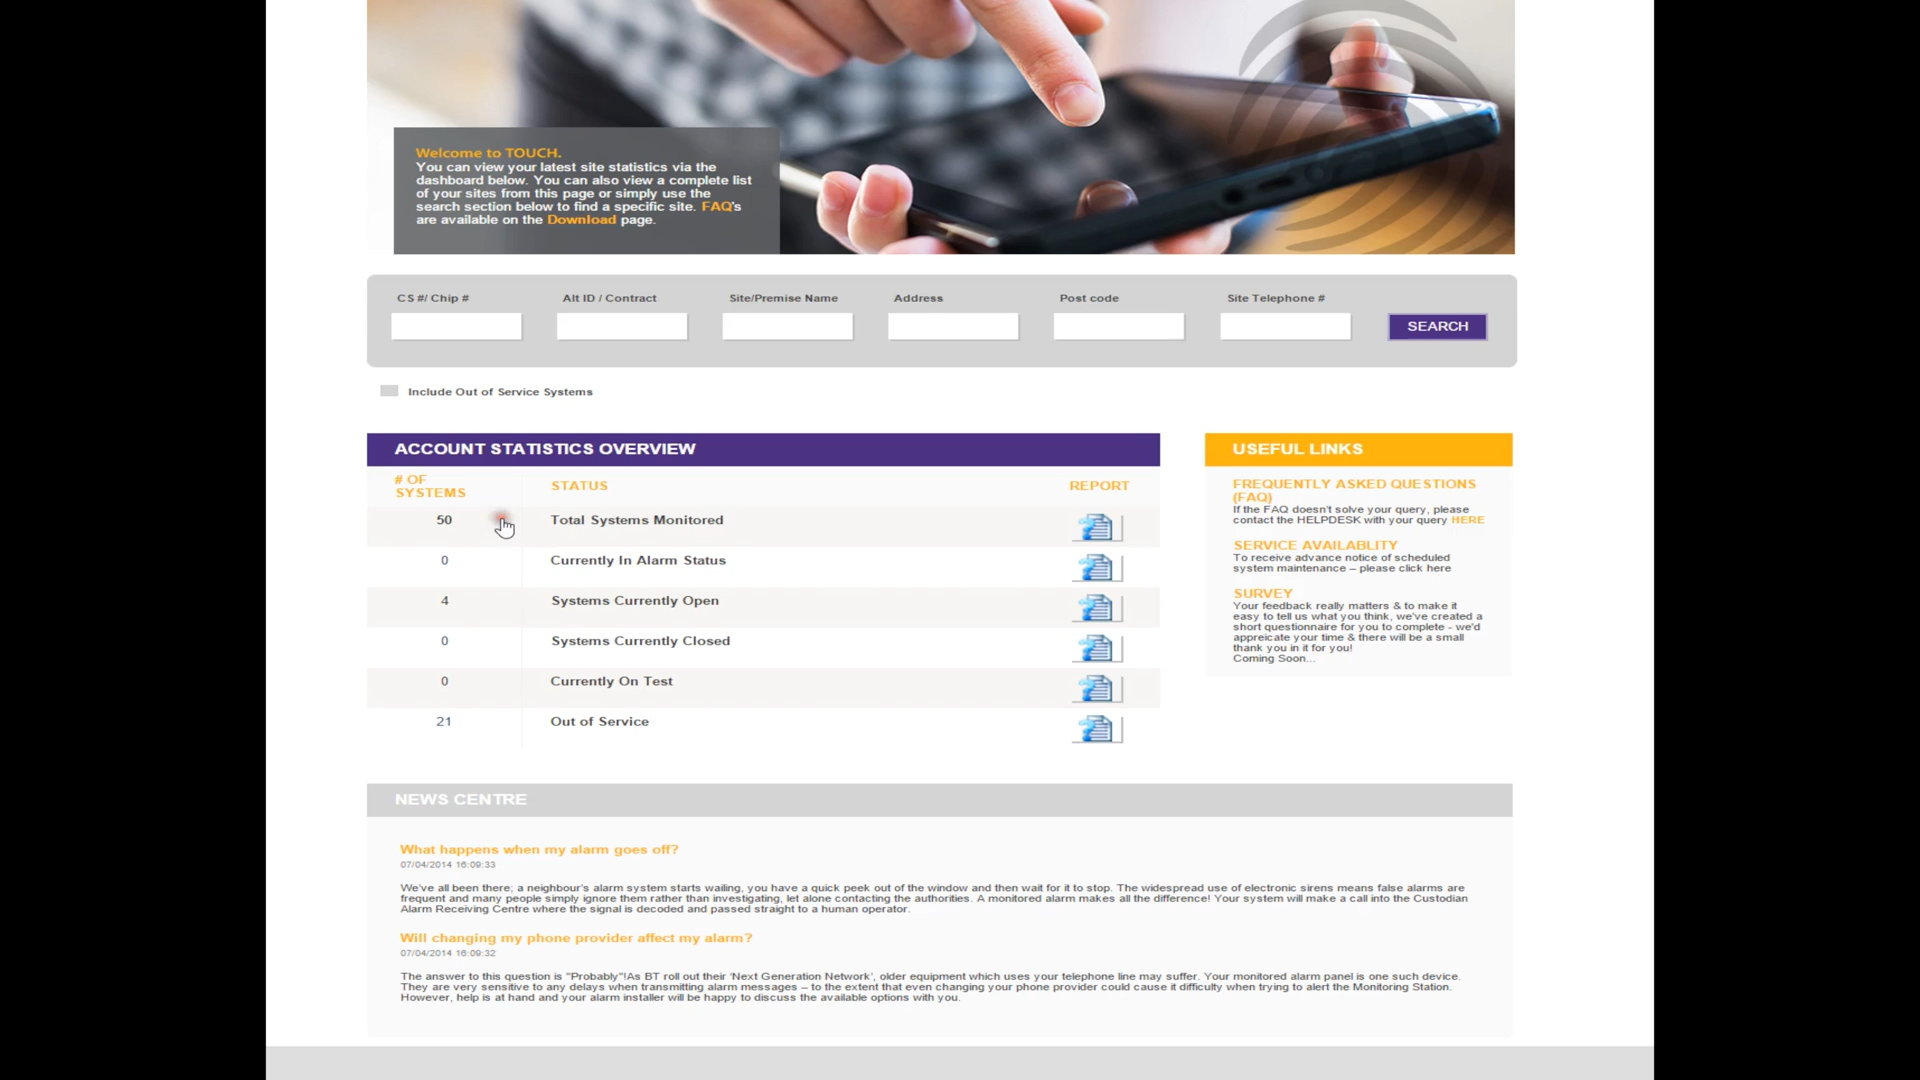 Welcome to TOUCH.
You can view your latest site statistics via the
dashboard below. You can also view a complete list
of your sites from this page or simply use the
search section below to find a specific site. FAQ's
are available on the Download page.
CS #/ Chip #
Alt ID / Contract
Site/Premise Name
Address
Post code
Site Telephone #
SEARCH
Include Out of Service Systems
ACCOUNT STATISTICS OVERVIEW
# OF
SYSTEMS
STATUS
REPORT
50 Total Systems Monitored
0 Currently In Alarm Status
4 Systems Currently Open
0 Systems Currently Closed
0 Currently On Test
21 Out of Service
USEFUL LINKS
FREQUENTLY ASKED QUESTIONS
(FAQ)
If the FAQ doesn't solve your query, please
contact the HELPDESK with your query HERE
SERVICE AVAILABLITY
To receive advance notice of scheduled
system maintenance – please click here
SURVEY
Your feedback really matters & to make it
easy to tell us what you think, we've created a
short questionnaire for you to complete - we'd
appreicate your time & there will be a small
thank you in it for you!
Coming Soon...
NEWS CENTRE
What happens when my alarm goes off?
07/04/2014 16:09:33
We've all been there; a neighbour's alarm system starts wailing, you have a quick peek out of the window and then wait for it to stop. The widespread use of electronic sirens means false alarms are
frequent and many people simply ignore them rather than investigating, let alone contacting the authorities. A monitored alarm makes all the difference! Your system will make a call into the Custodian
Alarm Receiving Centre where the signal is decoded and passed straight to a human operator.
Will changing my phone provider affect my alarm?
07/04/2014 16:09:32
The answer to this question is "Probably"!As BT roll out their 'Next Generation Network', older equipment which uses your telephone line may suffer. Your monitored alarm panel is one such device.
They are very sensitive to any delays when transmitting alarm messages – to the extent that even changing your phone provider could cause it difficulty when trying to alert the Monitoring Station.
However, help is at hand and your alarm installer will be happy to discuss the available options with you.